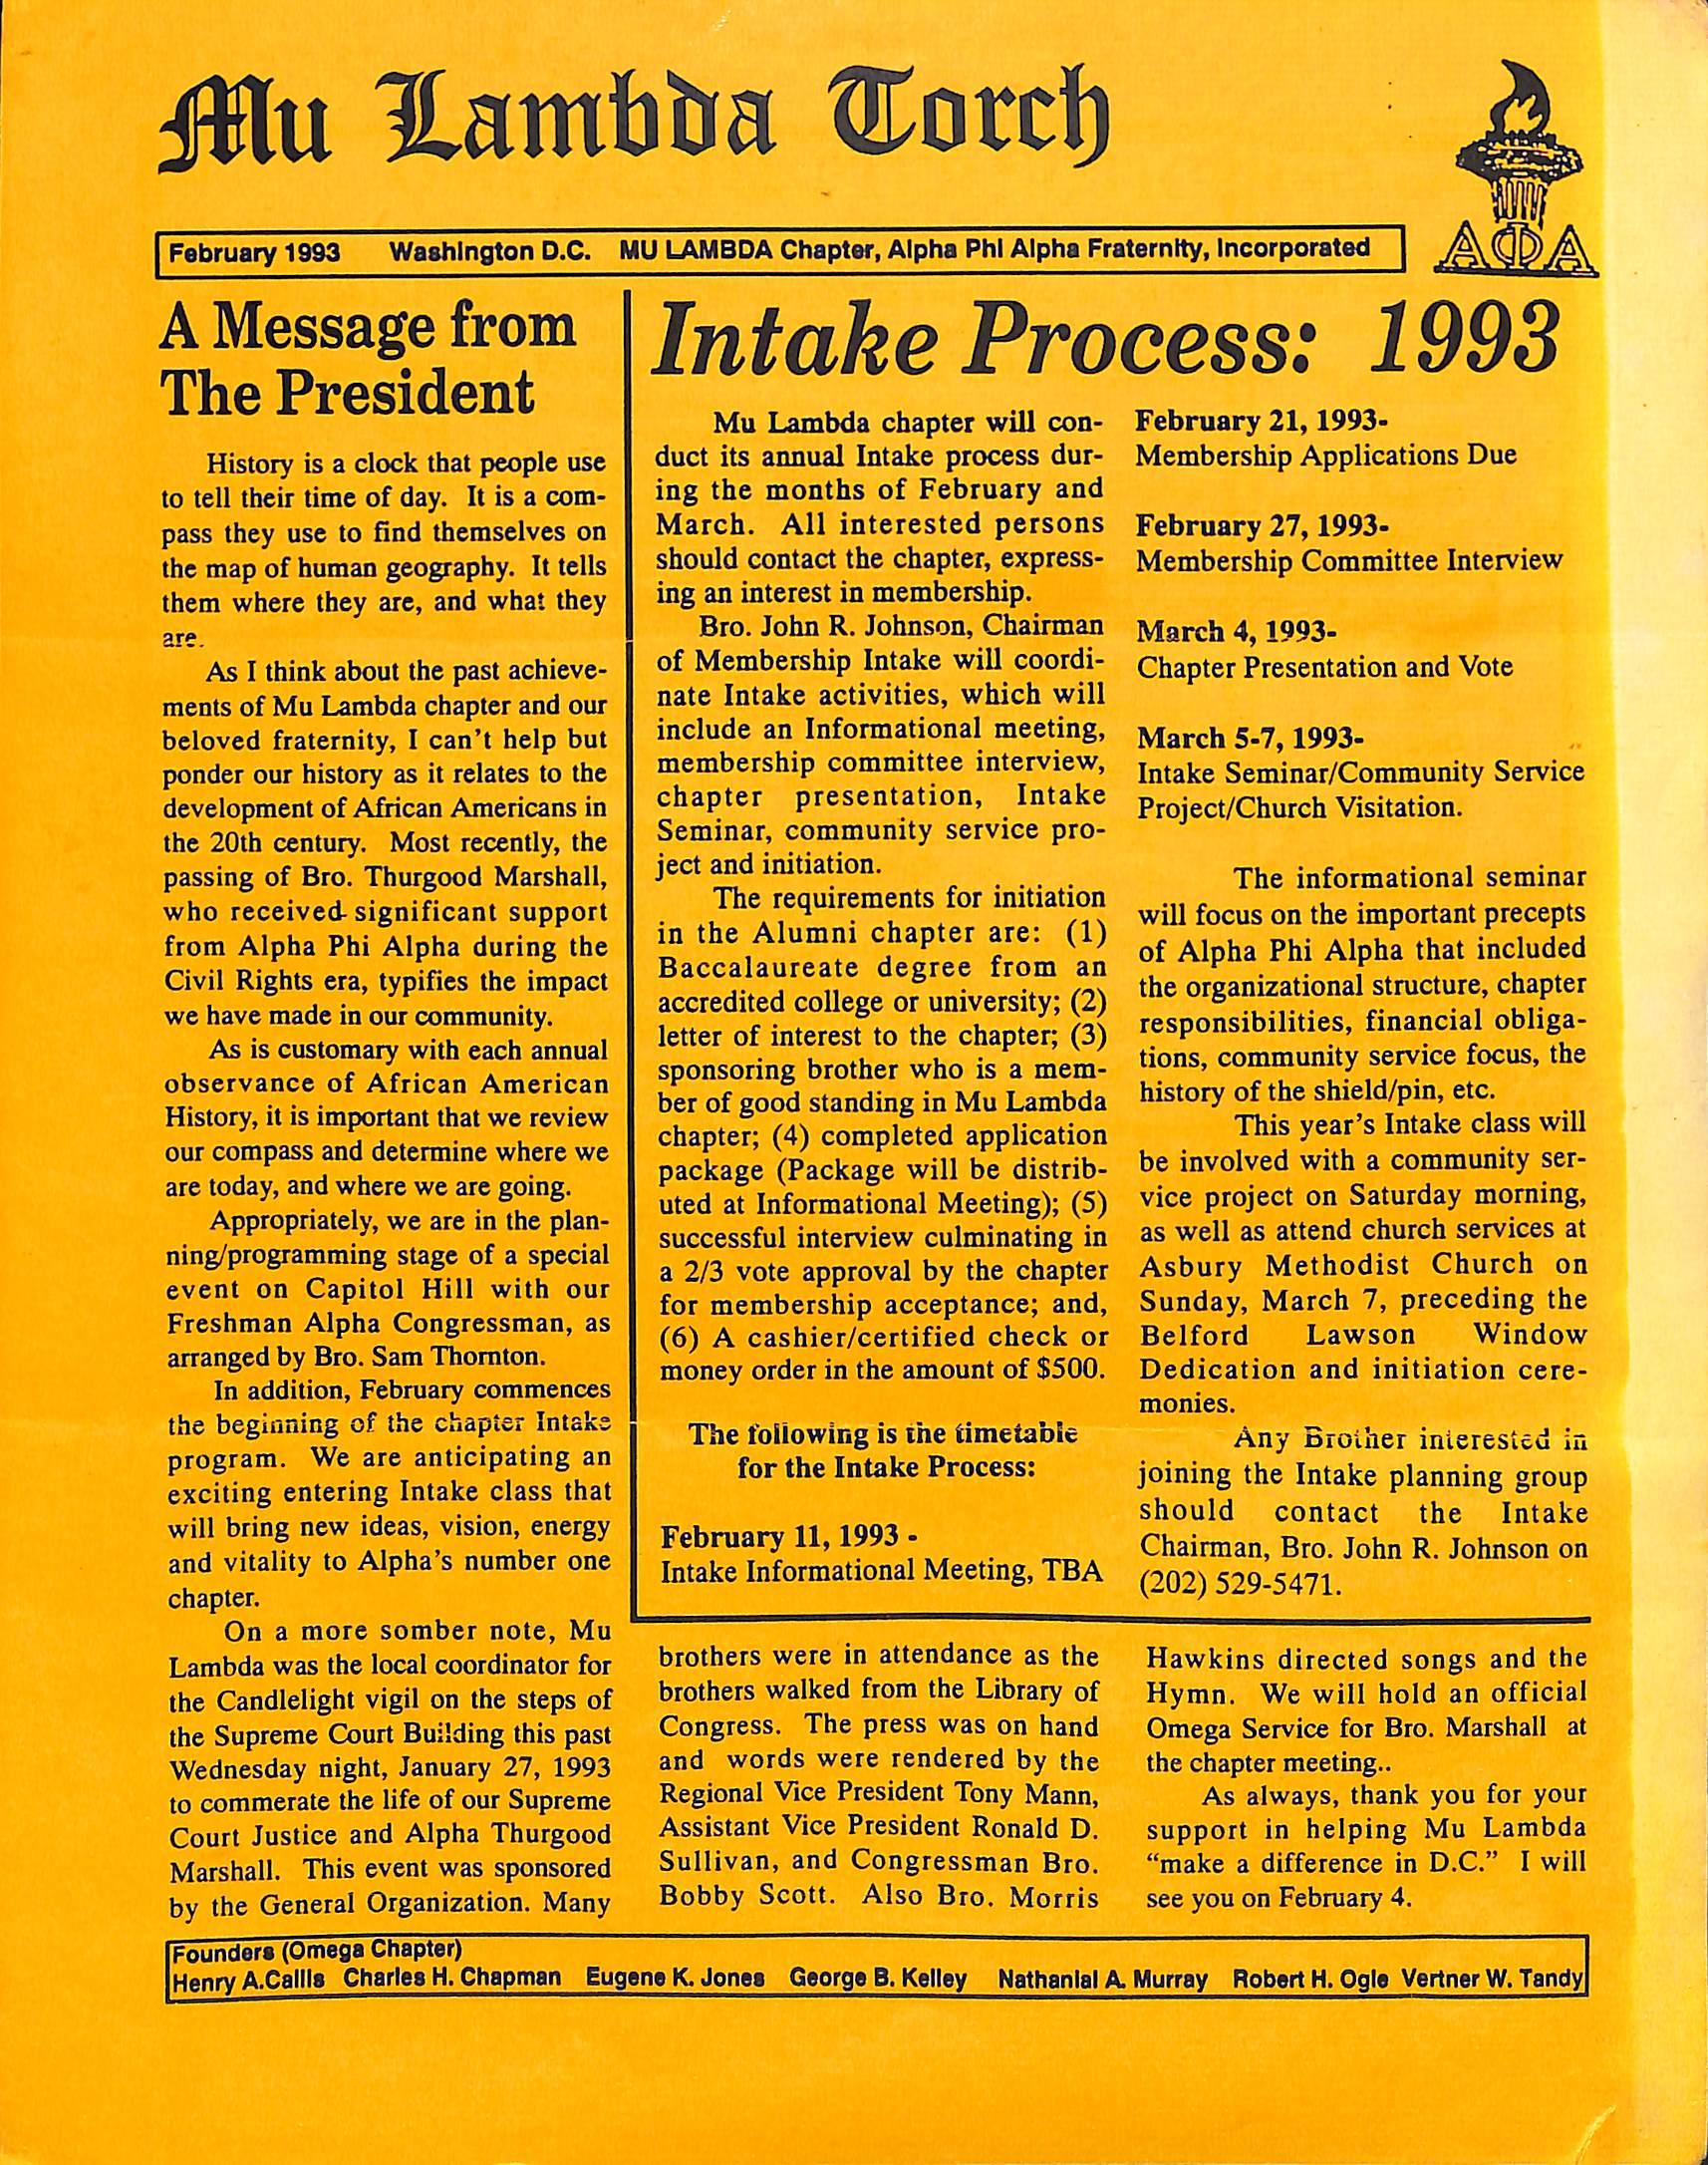 Mu Lambda Torch
ΑΦΑ
February 1993 Washington D.C. MU LAMBDA Chapter, Alpha Phi Alpha Fraternity, Incorporated
A Message from
The President
History is a clock that people use
to tell their time of day. It is a com-
pass they use to find themselves on
the map of human geography. It tells
them where they are, and what they
are.
As I think about the past achieve-
ments of Mu Lambda chapter and our
beloved fraternity, I can't help but
ponder our history as it relates to the
development of African Americans in
the 20th century. Most recently, the
passing of Bro. Thurgood Marshall,
who received significant support
from Alpha Phi Alpha during the
Civil Rights era, typifies the impact
we have made in our community.
As is customary with each annual
observance of African American
History, it is important that we review
our compass and determine where we
are today, and where we are going.
Appropriately, we are in the plan-
ning/programming stage of a special
event on Capitol Hill with our
Freshman Alpha Congressman, as
arranged by Bro. Sam Thornton.
In addition, February commences
the beginning of the chapter Intake
program. We are anticipating an
exciting entering Intake class that
will bring new ideas, vision, energy
and vitality to Alpha's number one
chapter.
On a more somber note, Mu
Lambda was the local coordinator for
the Candlelight vigil on the steps of
the Supreme Court Building this past
Wednesday night, January 27, 1993
to commerate the life of our Supreme
Court Justice and Alpha Thurgood
Marshall. This event was sponsored
by the General Organization. Many
brothers were in attendance as the
brothers walked from the Library of
Congress. The press was on hand
and words were rendered by the
Regional Vice President Tony Mann,
Assistant Vice President Ronald D.
Sullivan, and Congressman Bro.
Bobby Scott. Also Bro. Morris
Hawkins directed songs and the
Hymn. We will hold an official
Omega Service for Bro. Marshall at
the chapter meeting..
As always, thank you for your
support in helping Mu Lambda
“make a difference in D.C.” I will
see you on February 4.
Intake Process: 1993
Mu Lambda chapter will con-
duct its annual Intake process dur-
ing the months of February and
March. All interested persons
should contact the chapter, express-
ing an interest in membership.
Bro. John R. Johnson, Chairman
of Membership Intake will coordi-
nate Intake activities, which will
include an Informational meeting,
membership committee interview,
chapter presentation, Intake
Seminar, community service pro-
ject and initiation.
The requirements for initiation
in the Alumni chapter are: (1)
Baccalaureate degree from an
accredited college or university; (2)
letter of interest to the chapter; (3)
sponsoring brother who is a mem-
ber of good standing in Mu Lambda
chapter; (4) completed application
package (Package will be distrib-
uted at Informational Meeting); (5)
successful interview culminating in
a 2/3 vote approval by the chapter
for membership acceptance; and,
(6) A cashier/certified check or
money order in the amount of $500.
The following is the timetable
for the Intake Process:
February 11, 1993 -
Intake Informational Meeting, TBA
February 21, 1993-
Membership Applications Due
February 27, 1993-
Membership Committee Interview
March 4, 1993-
Chapter Presentation and Vote
March 5-7, 1993-
Intake Seminar/Community Service
Project/Church Visitation.
The informational seminar
will focus on the important precepts
of Alpha Phi Alpha that included
the organizational structure, chapter
responsibilities, financial obliga-
tions, community service focus, the
history of the shield/pin, etc.
This year's Intake class will
be involved with a community ser-
vice project on Saturday morning,
as well as attend church services at
Asbury Methodist Church on
Sunday, March 7, preceding the
Belford Lawson Window
Dedication and initiation cere-
monies.
Any Brother interested in
joining the Intake planning group
should contact the Intake
Chairman, Bro. John R. Johnson on
(202) 529-5471.
Founders (Omega Chapter)
Henry A.Callis Charles H. Chapman Eugene K. Jones George B. Kelley Nathanial A. Murray Robert H. Ogle Vertner W. Tandy